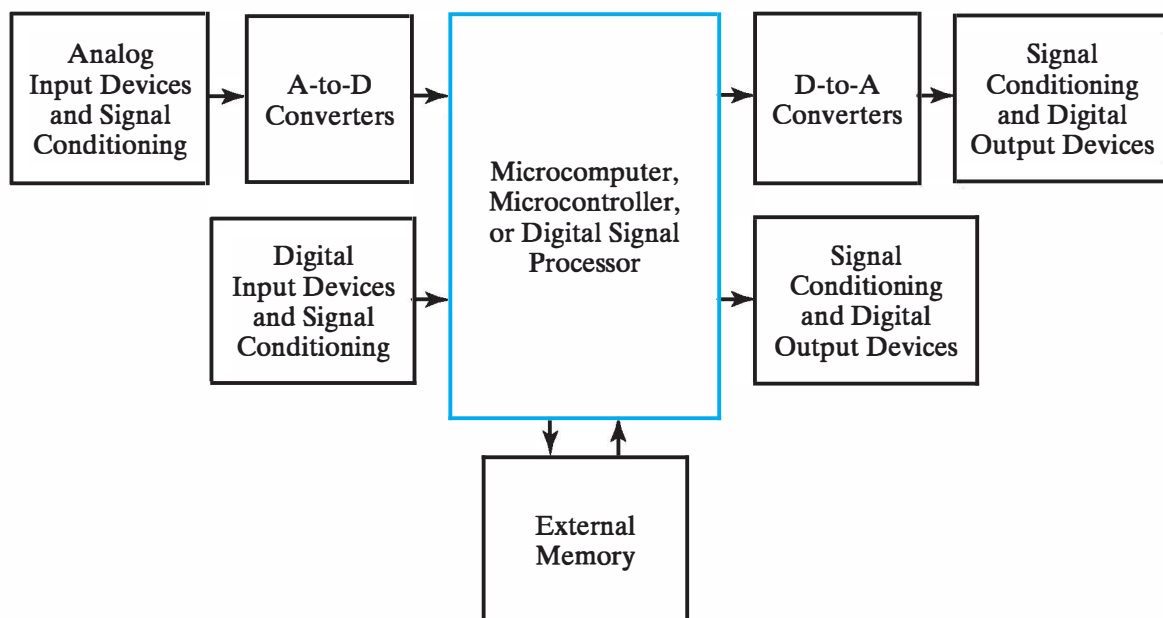 Analog
Input Devices
and Signal
Conditioning
A-to-D
Converters
Microcomputer,
Microcontroller,
or Digital Signal
Processor
D-to-A
Converters
Signal
Conditioning
and Digital
Output Devices
Digital
Input Devices
and Signal
Conditioning
Signal
Conditioning
and Digital
Output Devices
External
Memory